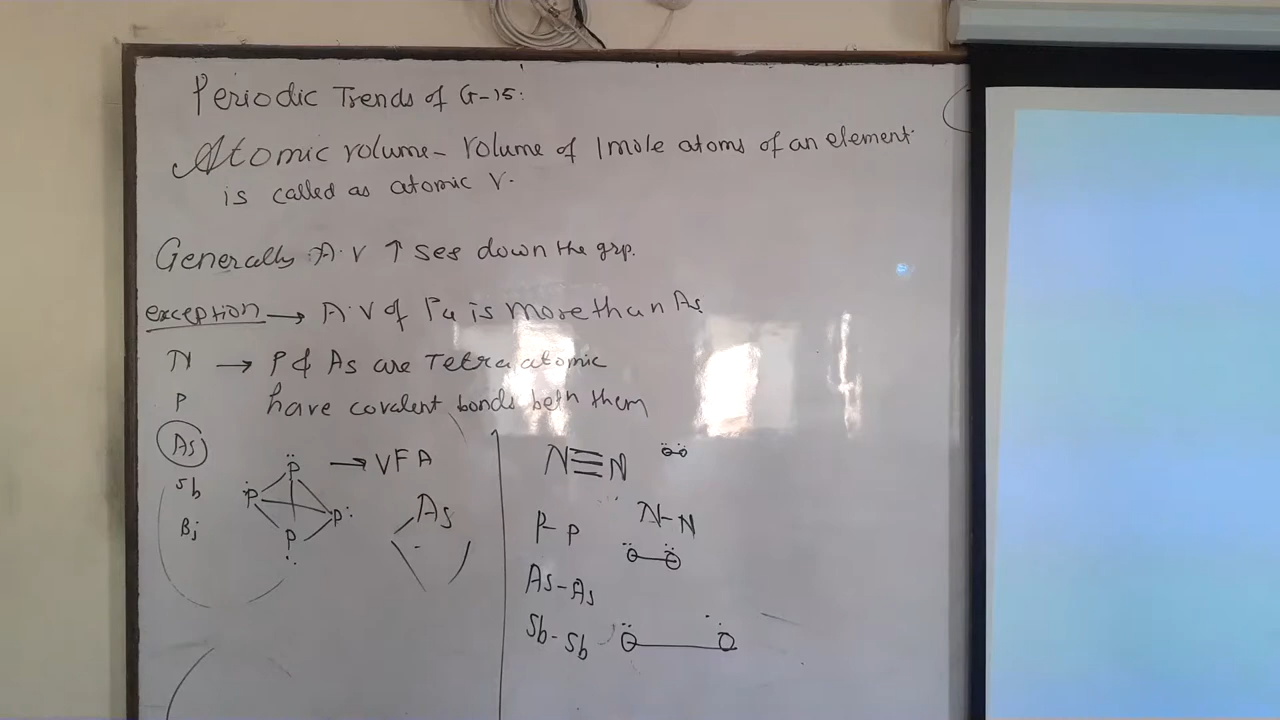 Periodic Trends of G-15:
Atomic volume - Volume of 1 mole atoms of an element
is called as atomic V.
Generally A.V ↑ ses down the grp.
exception → A.V of P4 is more than As
N → P & As are Tetra atomic
P have covalent bonds betn them
As
Sb
Bi
P → VFA
P P:
P
As
N≡N
N-N
P-P
As-As
Sb-Sb